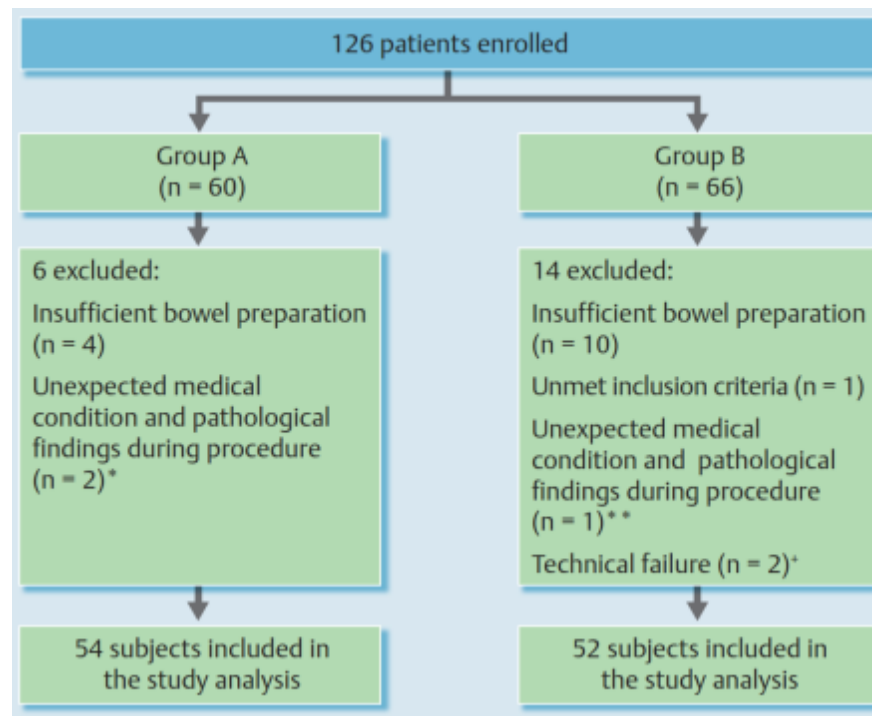 126 patients enrolled
Group A
(n = 60)
Group B
(n = 66)
6 excluded:
Insufficient bowel preparation
(n = 4)
Unexpected medical
condition and pathological
findings during procedure
(n = 2)*
14 excluded:
Insufficient bowel preparation
(n = 10)
Unmet inclusion criteria (n = 1)
Unexpected medical
condition and pathological
findings during procedure
(n = 1)**
Technical failure (n = 2)⁺
54 subjects included in
the study analysis
52 subjects included in
the study analysis